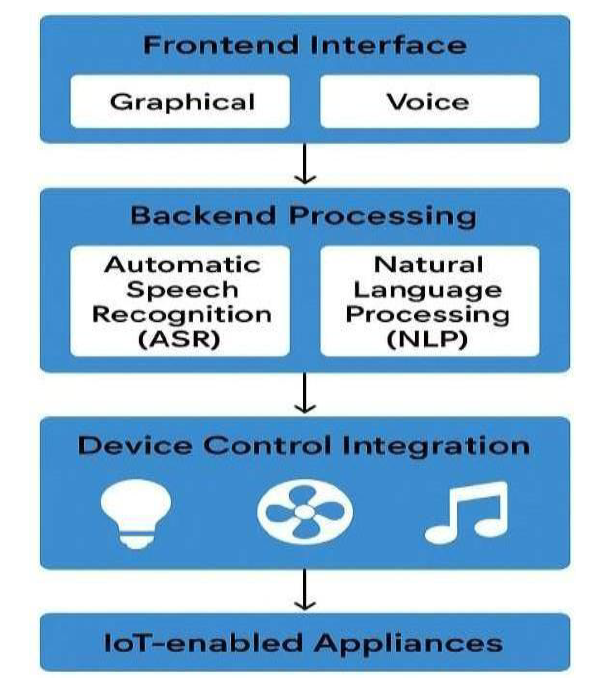 Frontend Interface
Graphical
Voice
Backend Processing
Automatic
Speech
Recognition
(ASR)
Natural
Language
Processing
(NLP)
Device Control Integration
IoT-enabled Appliances